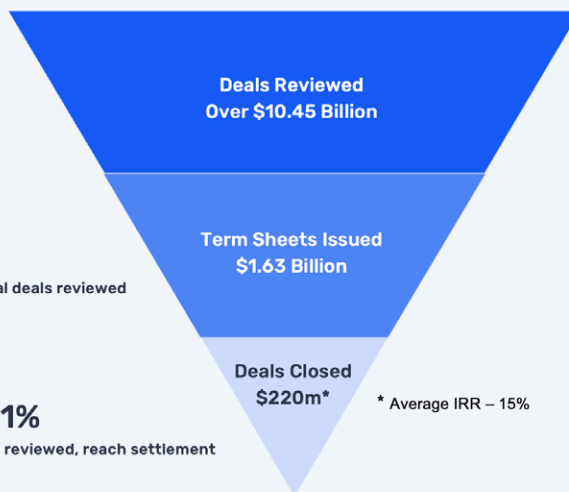 Deals Reviewed
Over $10.45 Billion
Term Sheets Issued
$1.63 Billion
deals reviewed
Deals Closed
$220m*
* Average IRR – 15%
1%
reviewed, reach settlement